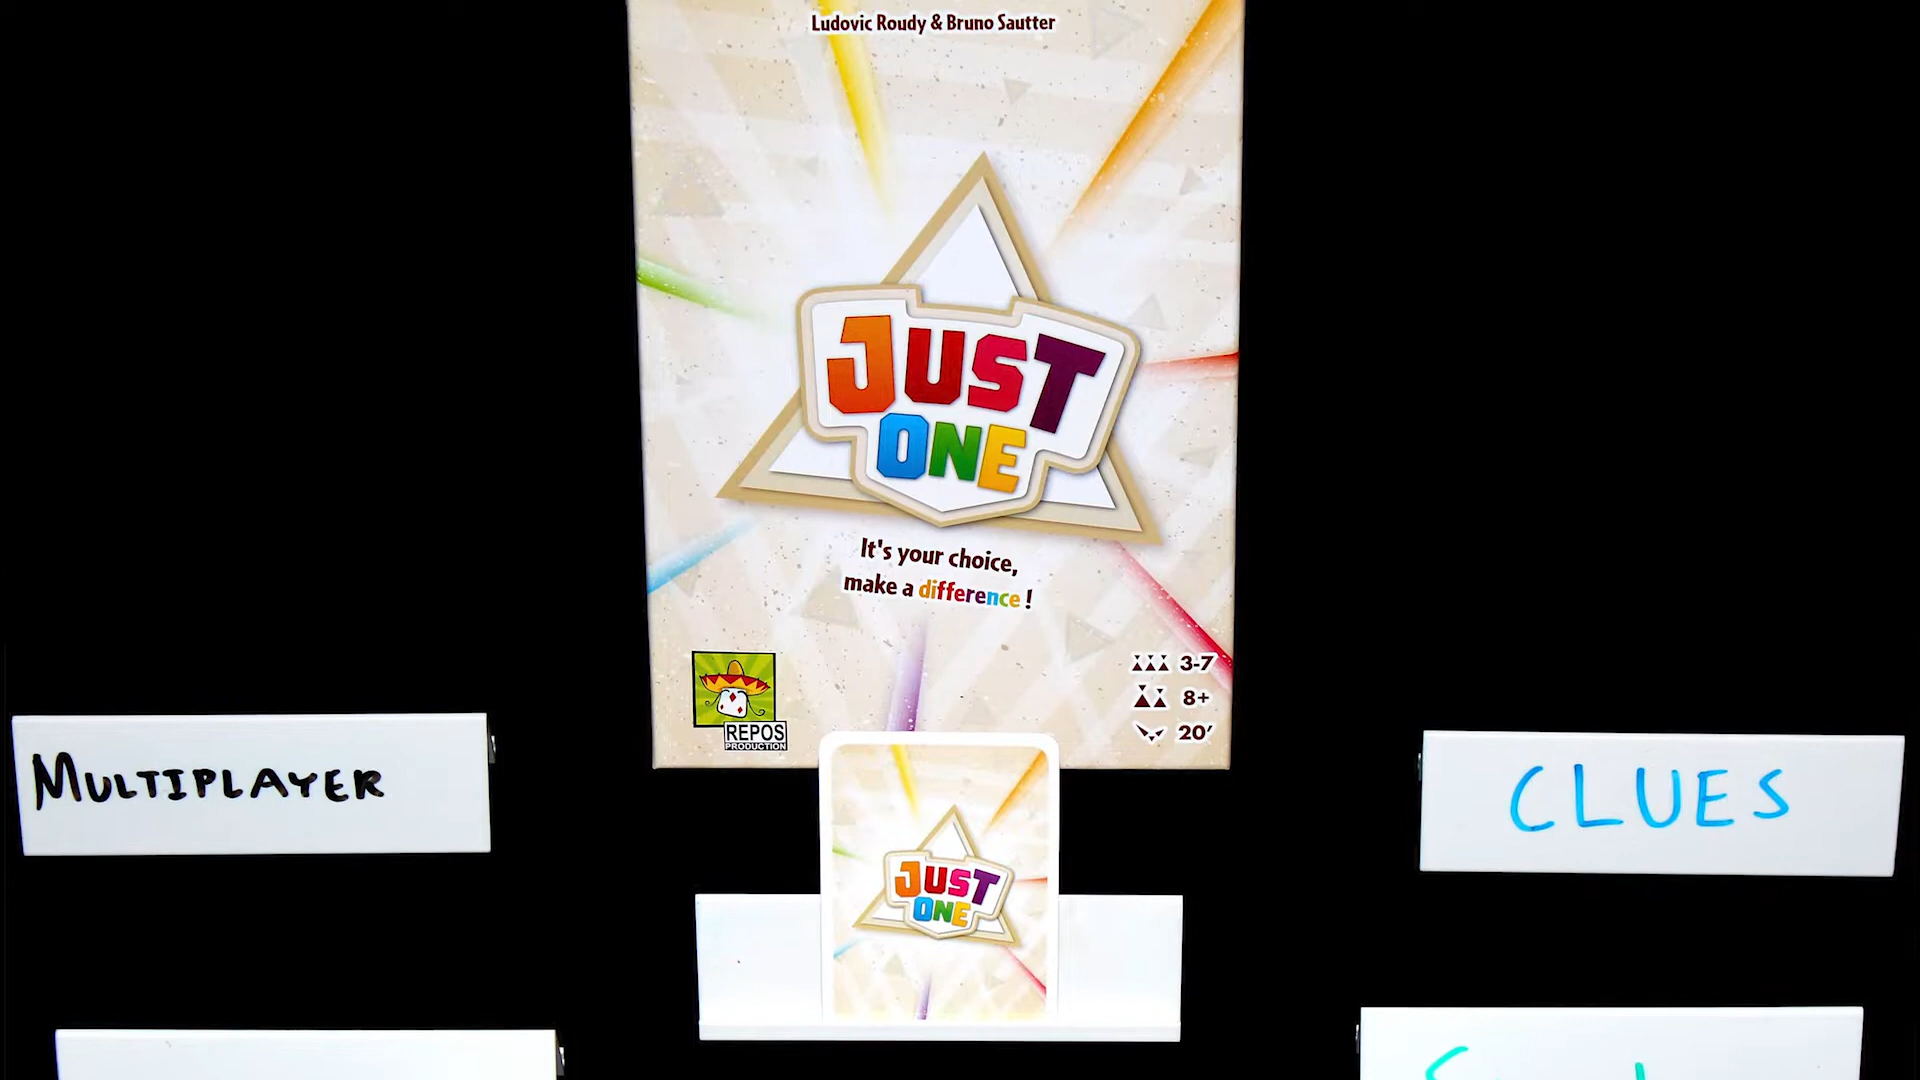 Ludovic Roudy & Bruno Sautter
JUST
ONE
It's your choice,
make a difference !
3-7
8+
20'
REPOS
PRODUCTION
MULTIPLAYER
CLUES
JUST
ONE